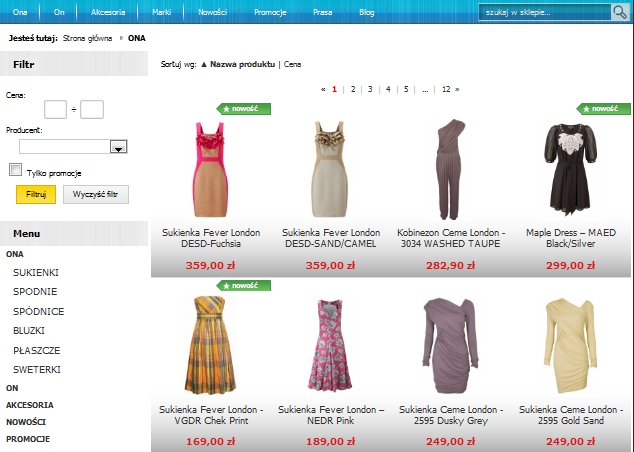 Ona On Akcesoria Marki Nowości Promocje Prasa Blog szukaj w sklepie...
Jesteś tutaj: Strona główna » ONA
Filtr
Cena:
÷
Producent:
Tylko promocje
Filtruj Wyczyść filtr
Menu
ONA
SUKIENKI
SPODNIE
SPÓDNICE
BLUZKI
PŁASZCZE
SWETERKI
ON
AKCESORIA
NOWOŚCI
PROMOCJE
Sortuj wg: ▲ Nazwa produktu | Cena
« 1 | 2 | 3 | 4 | 5 | ... | 12 »
★ nowość
★ nowość
Sukienka Fever London
DESD-Fuchsia
359,00 zł
Sukienka Fever London
DESD-SAND/CAMEL
359,00 zł
Kobinezon Ceme London -
3034 WASHED TAUPE
282,90 zł
Maple Dress – MAED
Black/Silver
299,00 zł
★ nowość
Sukienka Fever London -
VGDR Chek Print
169,00 zł
Sukienka Fever London –
NEDR Pink
189,00 zł
Sukienka Ceme London -
2595 Dusky Grey
249,00 zł
Sukienka Ceme London -
2595 Gold Sand
249,00 zł